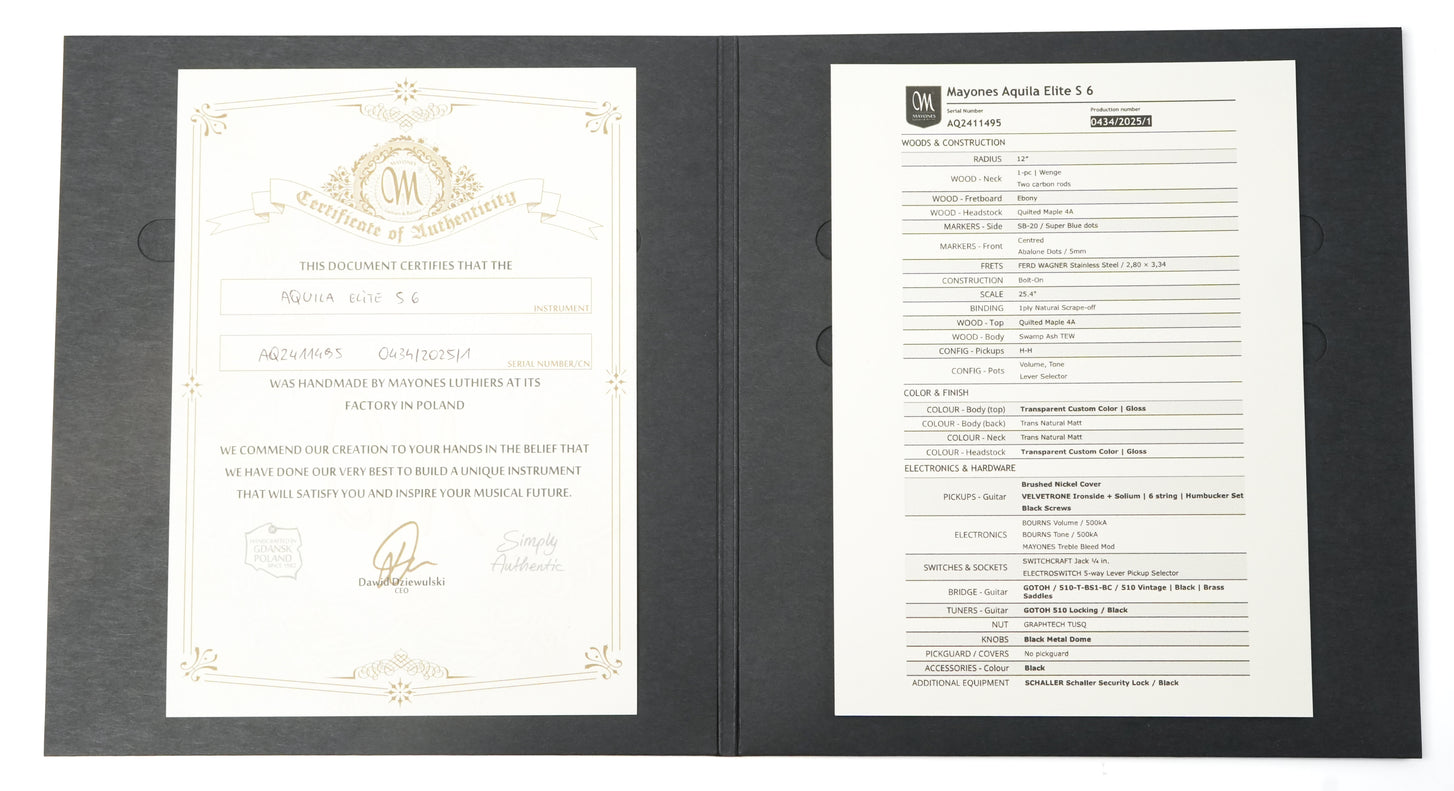 MAYONES
Certificate of Authenticity
THIS DOCUMENT CERTIFIES THAT THE
AQUILA ELITE S 6
INSTRUMENT
AQ2411495 0434/2025/1
SERIAL NUMBER/CN
WAS HANDMADE BY MAYONES LUTHIERS AT ITS
FACTORY IN POLAND
WE COMMEND OUR CREATION TO YOUR HANDS IN THE BELIEF THAT
WE HAVE DONE OUR VERY BEST TO BUILD A UNIQUE INSTRUMENT
THAT WILL SATISFY YOU AND INSPIRE YOUR MUSICAL FUTURE.
HANDCRAFTED IN
GDANSK
POLAND
SINCE 1982
Dawid Dziewulski
CEO
Simply
Authentic
MAYONES
Mayones Aquila Elite S 6
Serial Number Production number
AQ2411495 0434/2025/1
WOODS & CONSTRUCTION
RADIUS 12"
WOOD - Neck 1-pc | Wenge
Two carbon rods
WOOD - Fretboard Ebony
WOOD - Headstock Quilted Maple 4A
MARKERS - Side SB-20 / Super Blue dots
MARKERS - Front Centred
Abalone Dots / 5mm
FRETS FERD WAGNER Stainless Steel / 2,80 × 3,34
CONSTRUCTION Bolt-On
SCALE 25.4"
BINDING 1ply Natural Scrape-off
WOOD - Top Quilted Maple 4A
WOOD - Body Swamp Ash TEW
CONFIG - Pickups H-H
CONFIG - Pots Volume, Tone
Lever Selector
COLOR & FINISH
COLOUR - Body (top) Transparent Custom Color | Gloss
COLOUR - Body (back) Trans Natural Matt
COLOUR - Neck Trans Natural Matt
COLOUR - Headstock Transparent Custom Color | Gloss
ELECTRONICS & HARDWARE
PICKUPS - Guitar Brushed Nickel Cover
VELVETRONE Ironside + Solium | 6 string | Humbucker Set
Black Screws
ELECTRONICS BOURNS Volume / 500kA
BOURNS Tone / 500kA
MAYONES Treble Bleed Mod
SWITCHES & SOCKETS SWITCHCRAFT Jack ¼ in.
ELECTROSWITCH 5-way Lever Pickup Selector
BRIDGE - Guitar GOTOH / 510-T-BS1-BC / 510 Vintage | Black | Brass
Saddles
TUNERS - Guitar GOTOH 510 Locking / Black
NUT GRAPHTECH TUSQ
KNOBS Black Metal Dome
PICKGUARD / COVERS No pickguard
ACCESSORIES - Colour Black
ADDITIONAL EQUIPMENT SCHALLER Schaller Security Lock / Black